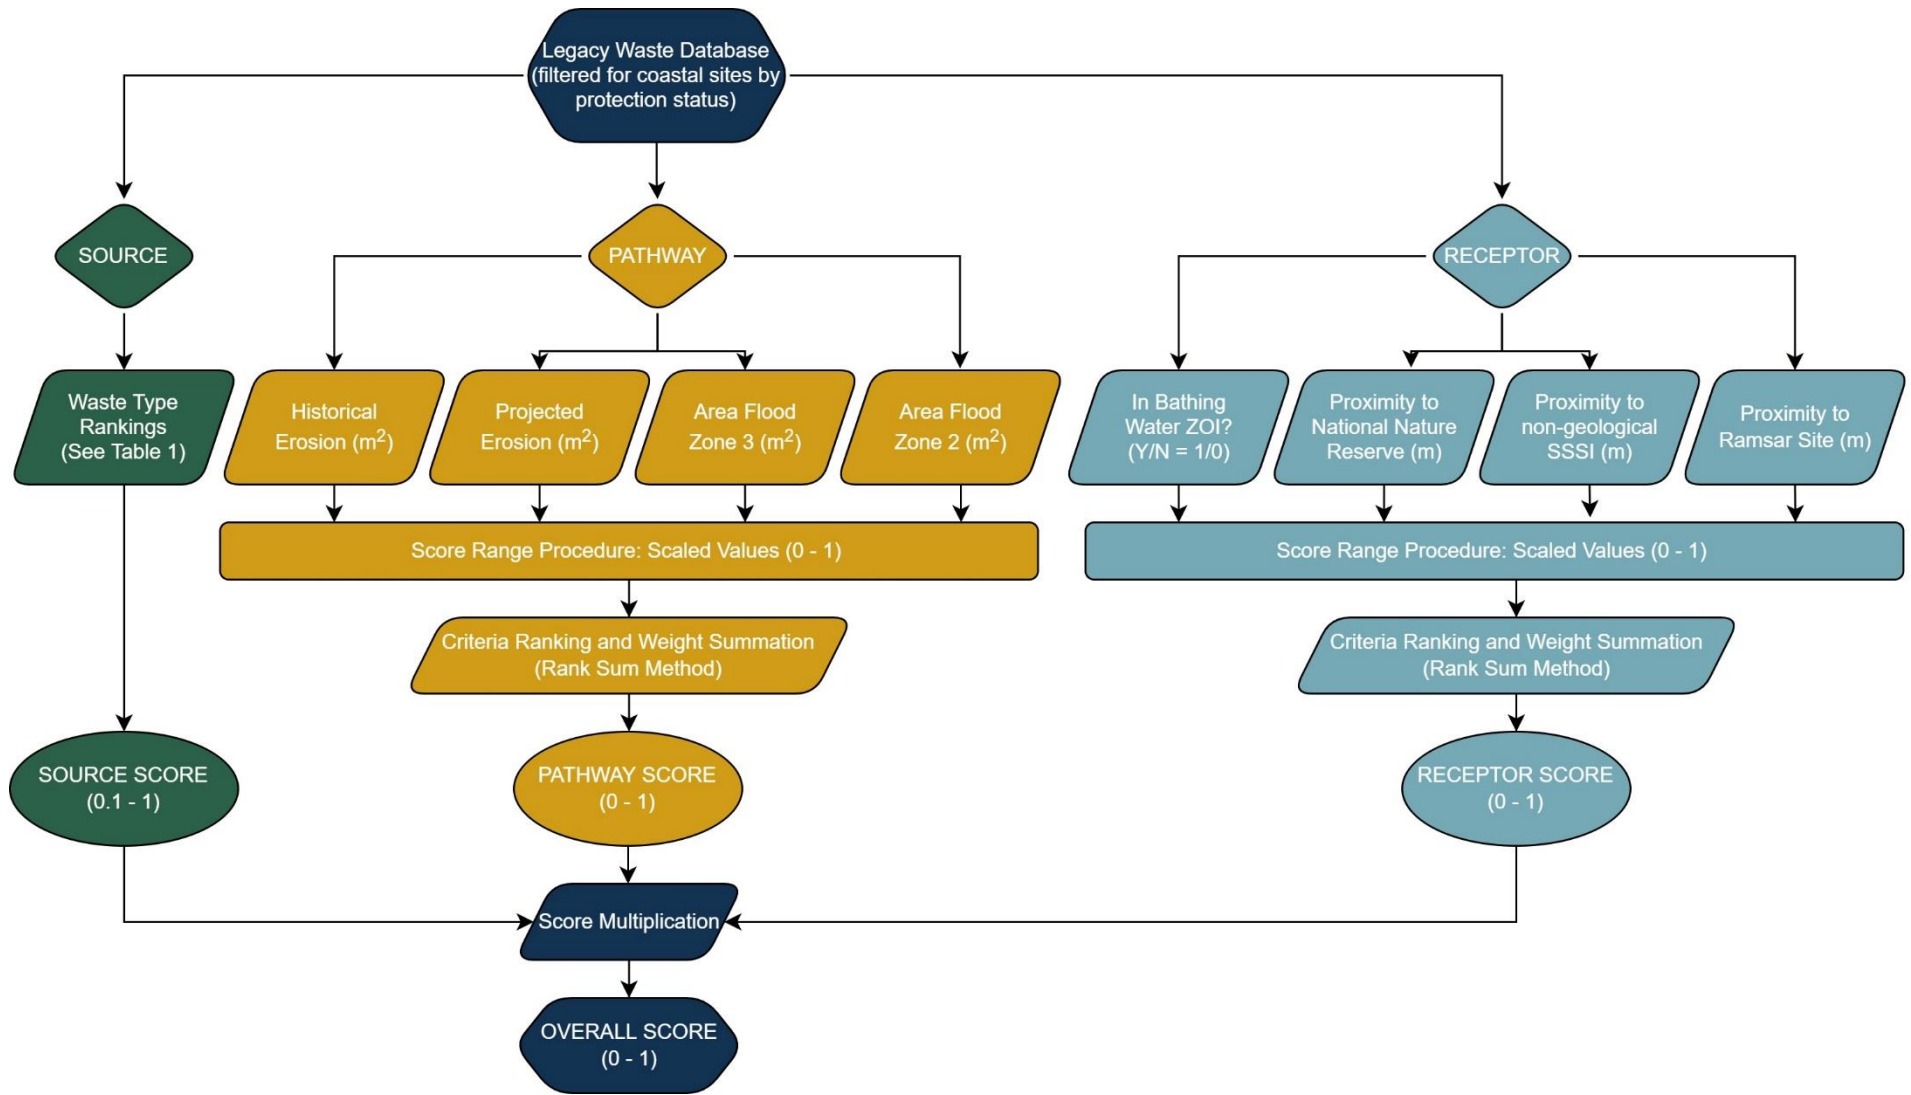 Legacy Waste Database
(filtered for coastal sites by
protection status)
SOURCE
PATHWAY
RECEPTOR
Waste Type
Rankings
(See Table 1)
Historical
Erosion (m²)
Projected
Erosion (m²)
Area Flood
Zone 3 (m²)
Area Flood
Zone 2 (m²)
In Bathing
Water ZOI?
(Y/N = 1/0)
Proximity to
National Nature
Reserve (m)
Proximity to
non-geological
SSSI (m)
Proximity to
Ramsar Site (m)
Score Range Procedure: Scaled Values (0 - 1)
Score Range Procedure: Scaled Values (0 - 1)
Criteria Ranking and Weight Summation
(Rank Sum Method)
Criteria Ranking and Weight Summation
(Rank Sum Method)
SOURCE SCORE
(0.1 - 1)
PATHWAY SCORE
(0 - 1)
RECEPTOR SCORE
(0 - 1)
Score Multiplication
OVERALL SCORE
(0 - 1)